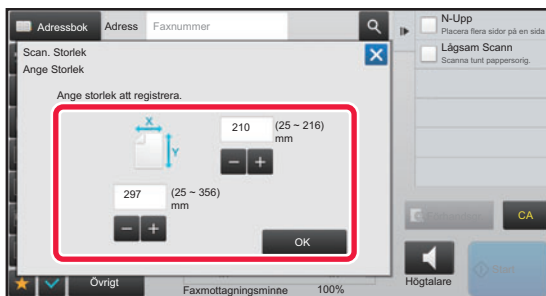 Adressbok Adress Faxnummer
N-Upp
Placera flera sidor på en sida
Lågsam Scann
Scanna tunt pappersorig.
Scan. Storlek
Ange Storlek
Ange storlek att registrera.
X
Y
210 (25 ~ 216)
mm
297 (25 ~ 356)
mm
OK
CA
Start
Högtalare
Övrigt
Faxmottagningsminne 100%